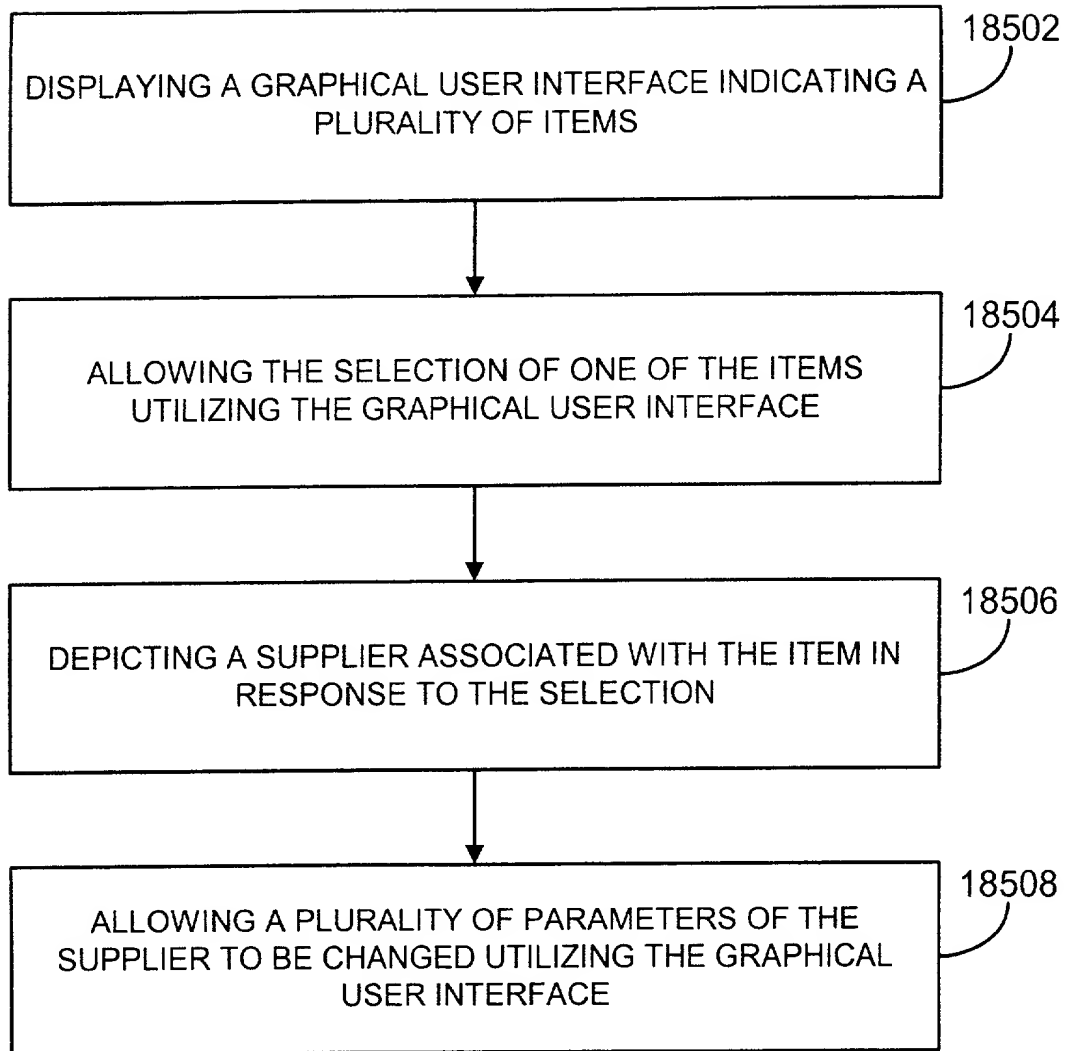 18502
DISPLAYING A GRAPHICAL USER INTERFACE INDICATING A
PLURALITY OF ITEMS
18504
ALLOWING THE SELECTION OF ONE OF THE ITEMS
UTILIZING THE GRAPHICAL USER INTERFACE
18506
DEPICTING A SUPPLIER ASSOCIATED WITH THE ITEM IN
RESPONSE TO THE SELECTION
18508
ALLOWING A PLURALITY OF PARAMETERS OF THE
SUPPLIER TO BE CHANGED UTILIZING THE GRAPHICAL
USER INTERFACE